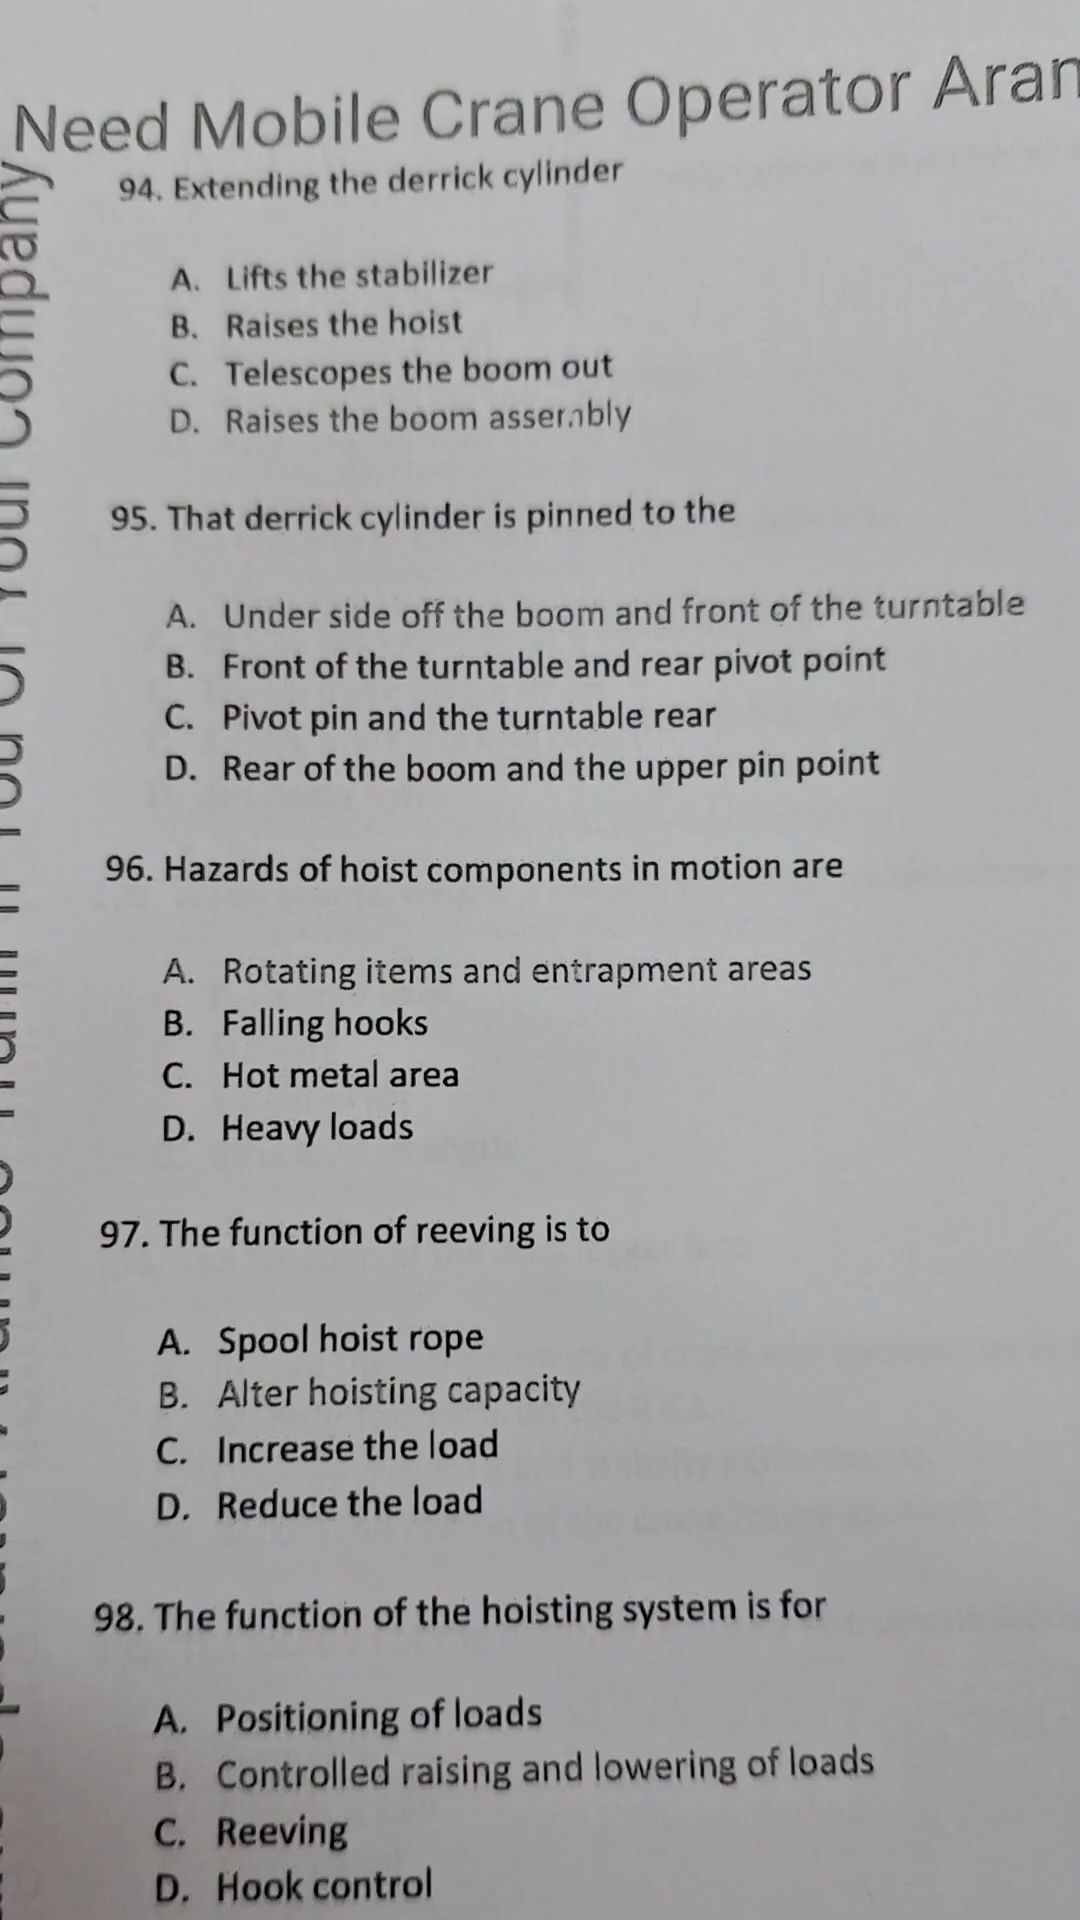 Need Mobile Crane Operator Aram
94. Extending the derrick cylinder
A. Lifts the stabilizer
B. Raises the hoist
C. Telescopes the boom out
D. Raises the boom assembly
95. That derrick cylinder is pinned to the
A. Under side off the boom and front of the turntable
B. Front of the turntable and rear pivot point
C. Pivot pin and the turntable rear
D. Rear of the boom and the upper pin point
96. Hazards of hoist components in motion are
A. Rotating items and entrapment areas
B. Falling hooks
C. Hot metal area
D. Heavy loads
97. The function of reeving is to
A. Spool hoist rope
B. Alter hoisting capacity
C. Increase the load
D. Reduce the load
98. The function of the hoisting system is for
A. Positioning of loads
B. Controlled raising and lowering of loads
C. Reeving
D. Hook control
Your Company